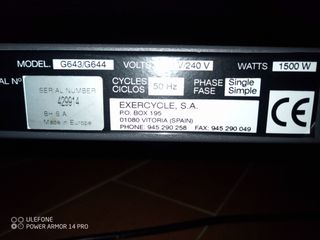 MODEL. G643/G644 VOLTS V/240 V WATTS 1500 W
AL Nº SERIAL NUMBER 429914 BH S.A. Made in Europe
CYCLES CICLOS 50 Hz PHASE FASE Single Simple
EXERCYCLE, S.A.
P.O. BOX 195
01080 VITORIA (SPAIN)
PHONE: 945 290 258 FAX: 945 290 049
CE
ULEFONE
POWER ARMOR 14 PRO